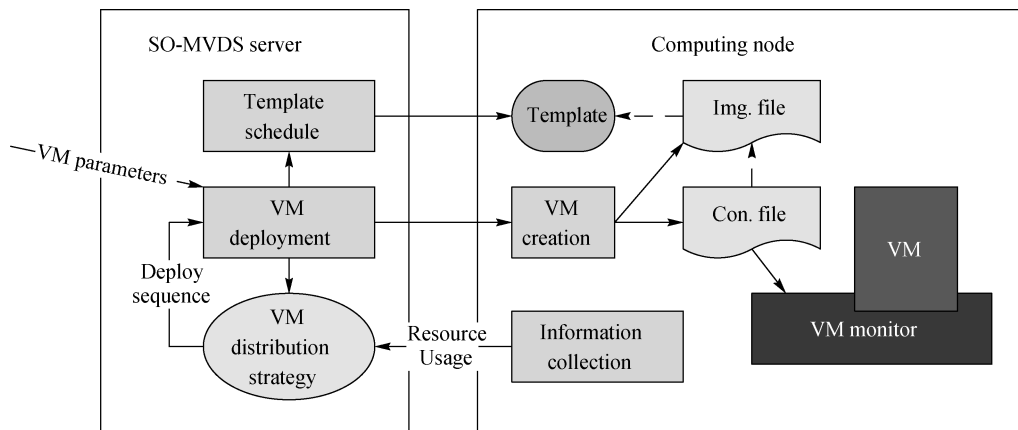 SO-MVDS server
Computing node
Template
schedule
Template
Img. file
VM parameters
VM
deployment
VM
creation
Con. file
VM
Deploy
sequence
VM
distribution
strategy
Resource
Usage
Information
collection
VM monitor